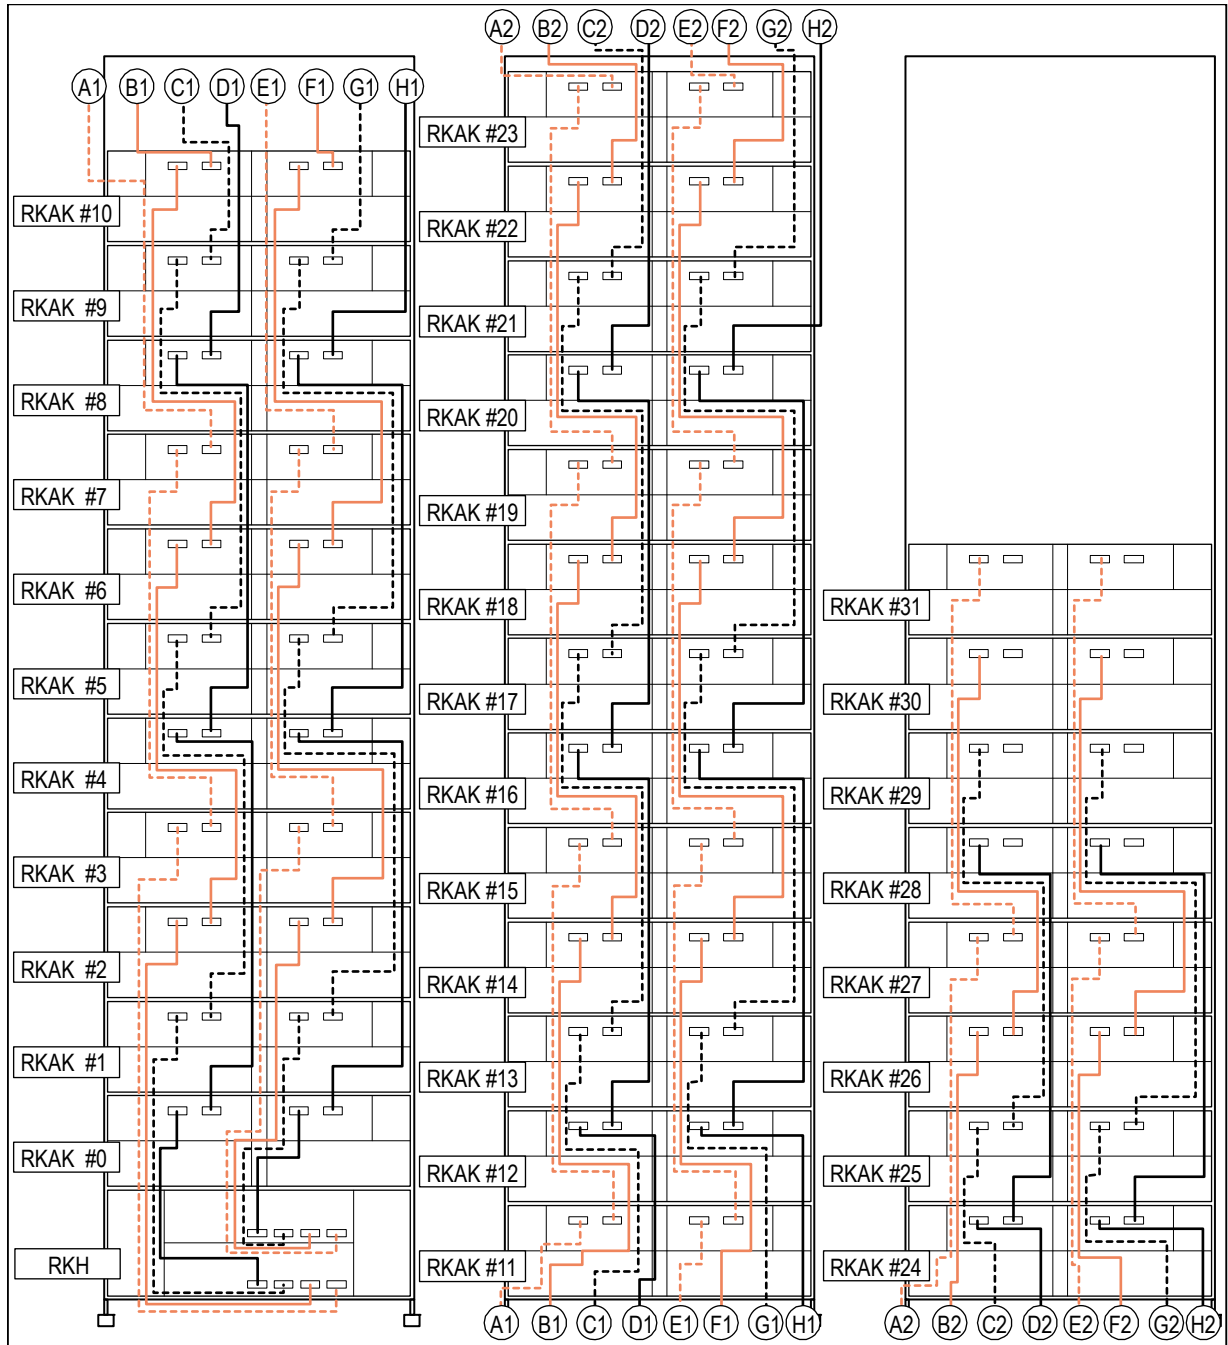 A2 B2 C2 D2 E2 F2 G2 H2
A1 B1 C1 D1 E1 F1 G1 H1
RKAK #10
RKAK #9
RKAK #8
RKAK #7
RKAK #6
RKAK #5
RKAK #4
RKAK #3
RKAK #2
RKAK #1
RKAK #0
RKH
RKAK #23
RKAK #22
RKAK #21
RKAK #20
RKAK #19
RKAK #18
RKAK #17
RKAK #16
RKAK #15
RKAK #14
RKAK #13
RKAK #12
RKAK #11
A1 B1 C1 D1 E1 F1 G1 H1
RKAK #31
RKAK #30
RKAK #29
RKAK #28
RKAK #27
RKAK #26
RKAK #25
RKAK #24
A2 B2 C2 D2 E2 F2 G2 H2